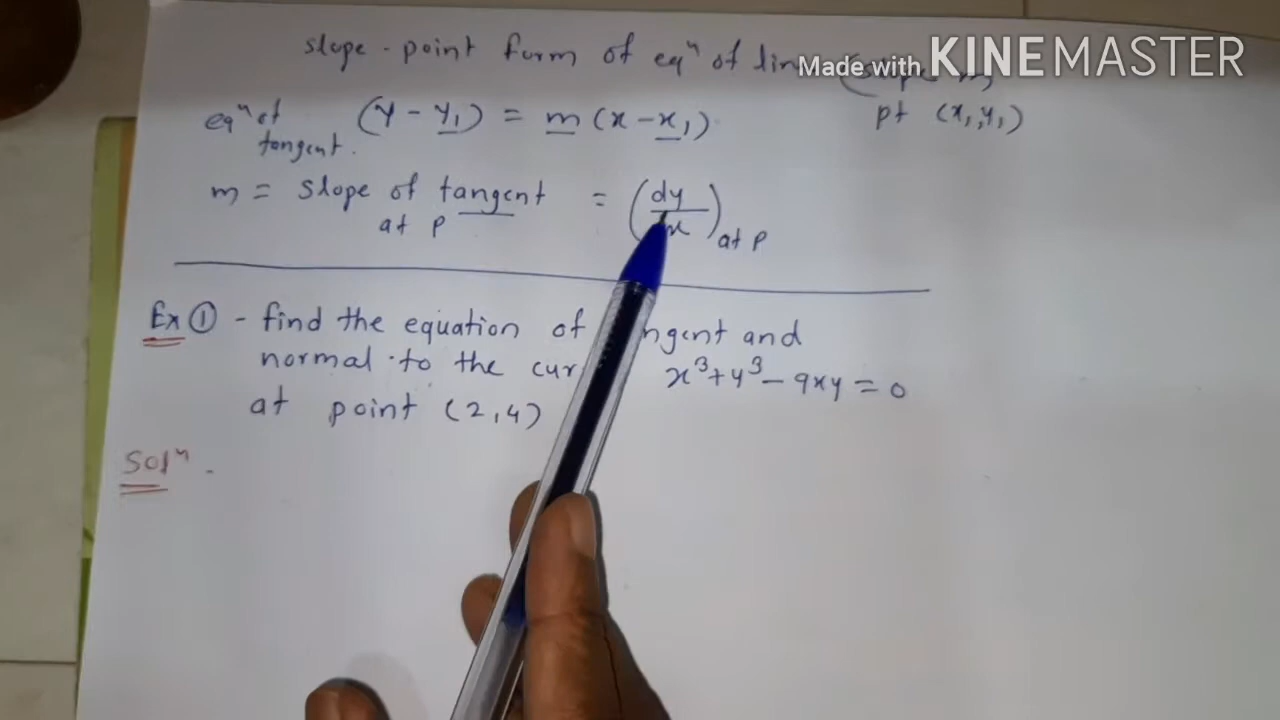 slope - point form of eqⁿ of line
Made with KINEMASTER
eqⁿ of tangent. (y - y₁) = m (x - x₁) pt (x₁, y₁)
m = slope of tangent at P = (dy/dx) at P
Ex ① - find the equation of tangent and
normal to the curve x³ + y³ - 9xy = 0
at point (2, 4)
Solⁿ -